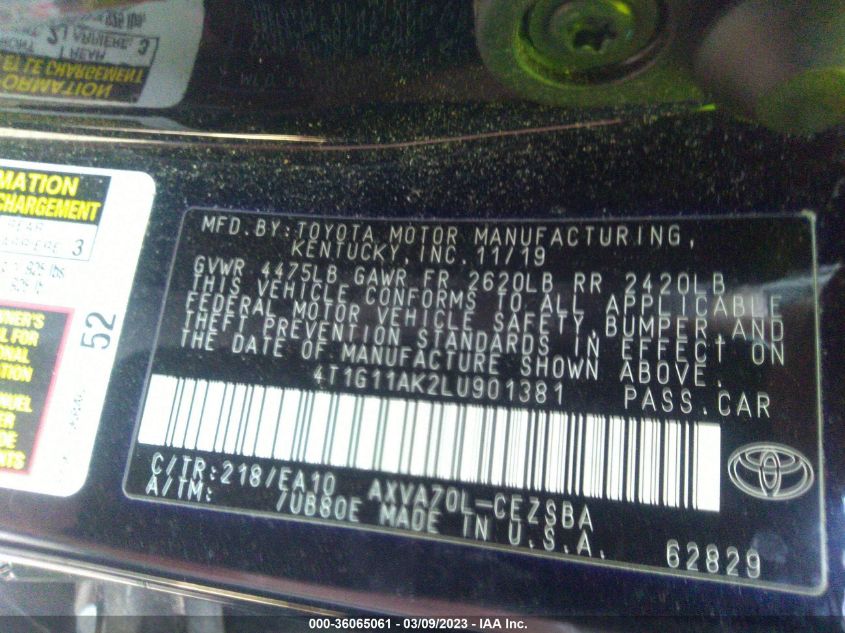 MATION
CHARGEMENT
REAR
ARRIERE 3
52
MFD. BY: TOYOTA MOTOR MANUFACTURING,
KENTUCKY, INC. 11/19
GVWR 4475LB GAWR FR 2620LB RR 2420LB
THIS VEHICLE CONFORMS TO ALL APPLICABLE
FEDERAL MOTOR VEHICLE SAFETY, BUMPER AND
THEFT PREVENTION STANDARDS IN EFFECT ON
THE DATE OF MANUFACTURE SHOWN ABOVE.
4T1G11AK2LU901381 PASS.CAR
C/TR:218/EA10 AXVA70L-CEZSBA
A/TM: /UB80E MADE IN U.S.A.
62829
000-36065061 - 03/09/2023 - IAA Inc.